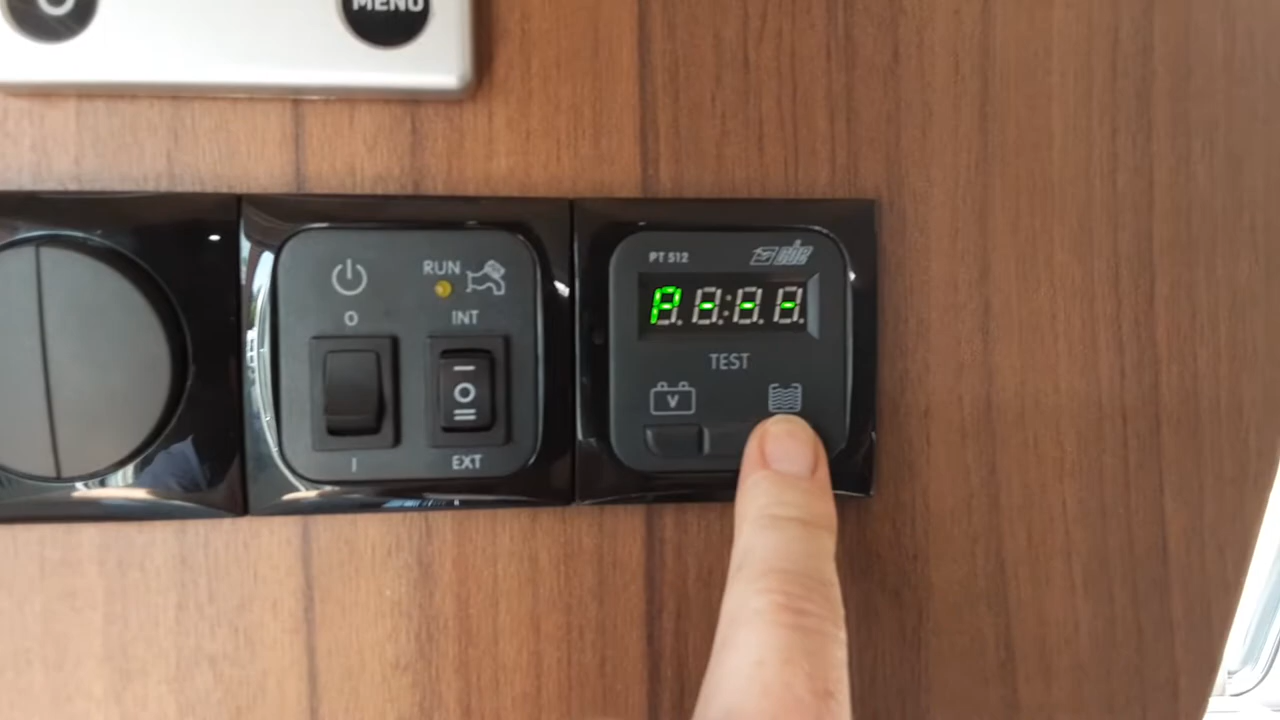 MENU
PT 512
cbe
RUN
P---
O
INT
TEST
V
O
I
EXT